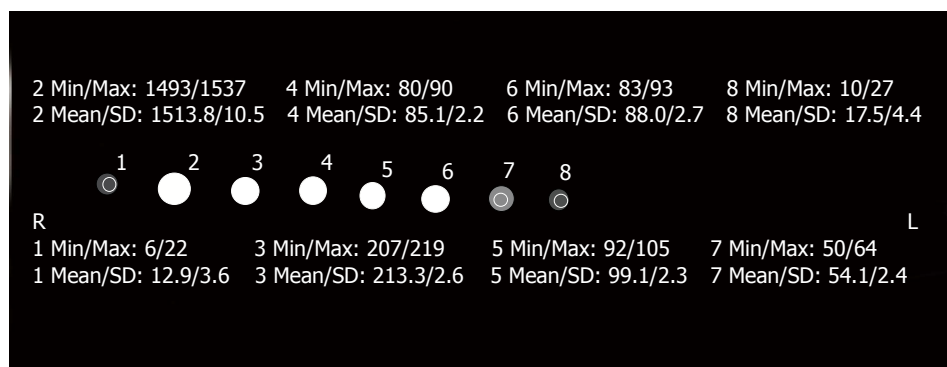 2 Min/Max: 1493/1537 4 Min/Max: 80/90 6 Min/Max: 83/93 8 Min/Max: 10/27
2 Mean/SD: 1513.8/10.5 4 Mean/SD: 85.1/2.2 6 Mean/SD: 88.0/2.7 8 Mean/SD: 17.5/4.4
1 2 3 4 5 6 7 8
R L
1 Min/Max: 6/22 3 Min/Max: 207/219 5 Min/Max: 92/105 7 Min/Max: 50/64
1 Mean/SD: 12.9/3.6 3 Mean/SD: 213.3/2.6 5 Mean/SD: 99.1/2.3 7 Mean/SD: 54.1/2.4